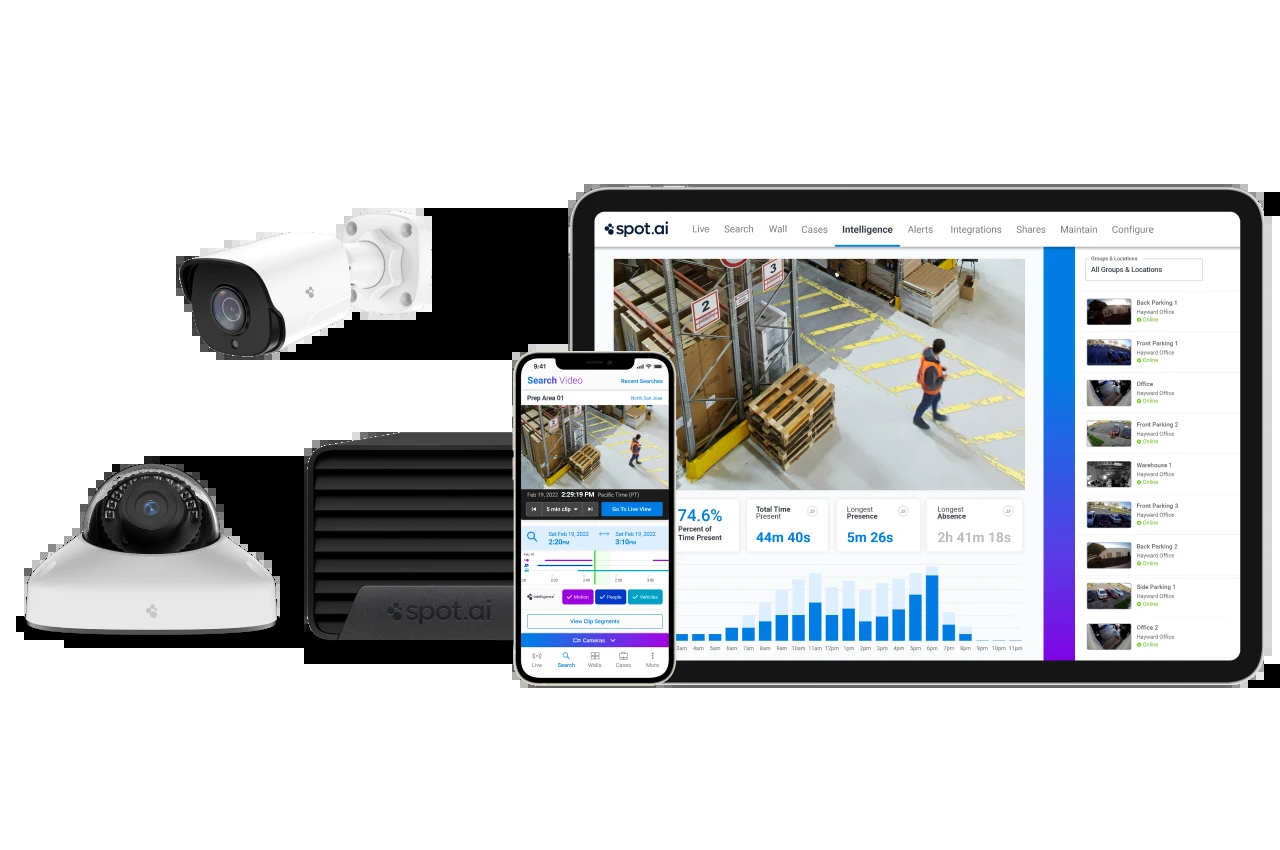 spot.ai
Live Search Wall Cases Intelligence Alerts Integrations Shares Maintain Configure
3
2
Groups & Locations
All Groups & Locations
Back Parking 1
Hayward Office
Online
Front Parking 1
Hayward Office
Online
Office
Hayward Office
Online
Front Parking 2
Hayward Office
Online
Warehouse 1
Hayward Office
Online
Front Parking 3
Hayward Office
Online
Back Parking 2
Hayward Office
Online
Side Parking 1
Hayward Office
Online
Office 2
Hayward Office
Online
74.6%
Percent of
Time Present
Total Time
Present
44m 40s
Longest
Presence
5m 26s
Longest
Absence
2h 41m 18s
3am 4am 5am 6am 7am 8am 9am 10am 11am 12pm 1pm 2pm 3pm 4pm 5pm 6pm 7pm 8pm 9pm 10pm 11pm
9:41
Search Video Recent Searches
Prep Area 01 North San Jose
Feb 19, 2022 2:29:19 PM Pacific Time (PT)
5 min clip Go To Live View
Sat Feb 19, 2022 Sat Feb 19, 2022
2:20PM 3:10PM
Feb 19
Intelligence Motion People Vehicles
View Clip Segments
Cameras
Live Search Walls Cases More
spot.ai